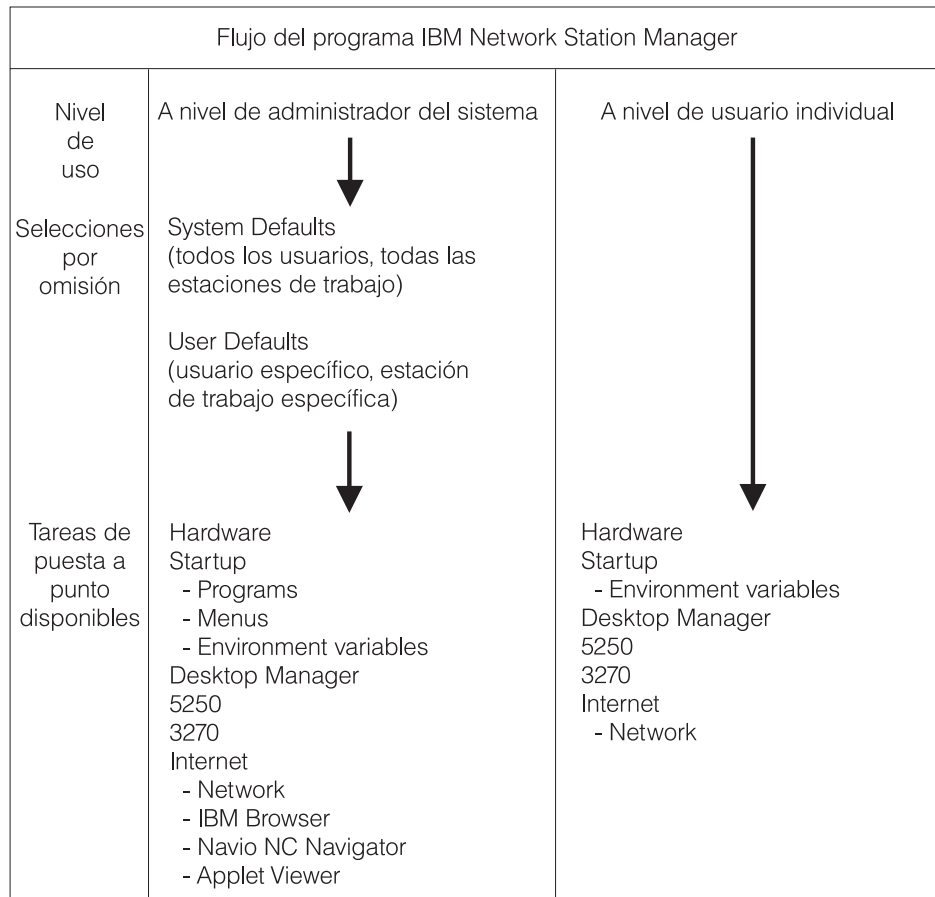 Flujo del programa IBM Network Station Manager
Nivel
de
uso
A nivel de administrador del sistema
A nivel de usuario individual
Selecciones
por
omisión
System Defaults
(todos los usuarios, todas las
estaciones de trabajo)
User Defaults
(usuario específico, estación
de trabajo específica)
Tareas de
puesta a
punto
disponibles
Hardware
Startup
- Programs
- Menus
- Environment variables
Desktop Manager
5250
3270
Internet
- Network
- IBM Browser
- Navio NC Navigator
- Applet Viewer
Hardware
Startup
- Environment variables
Desktop Manager
5250
3270
Internet
- Network